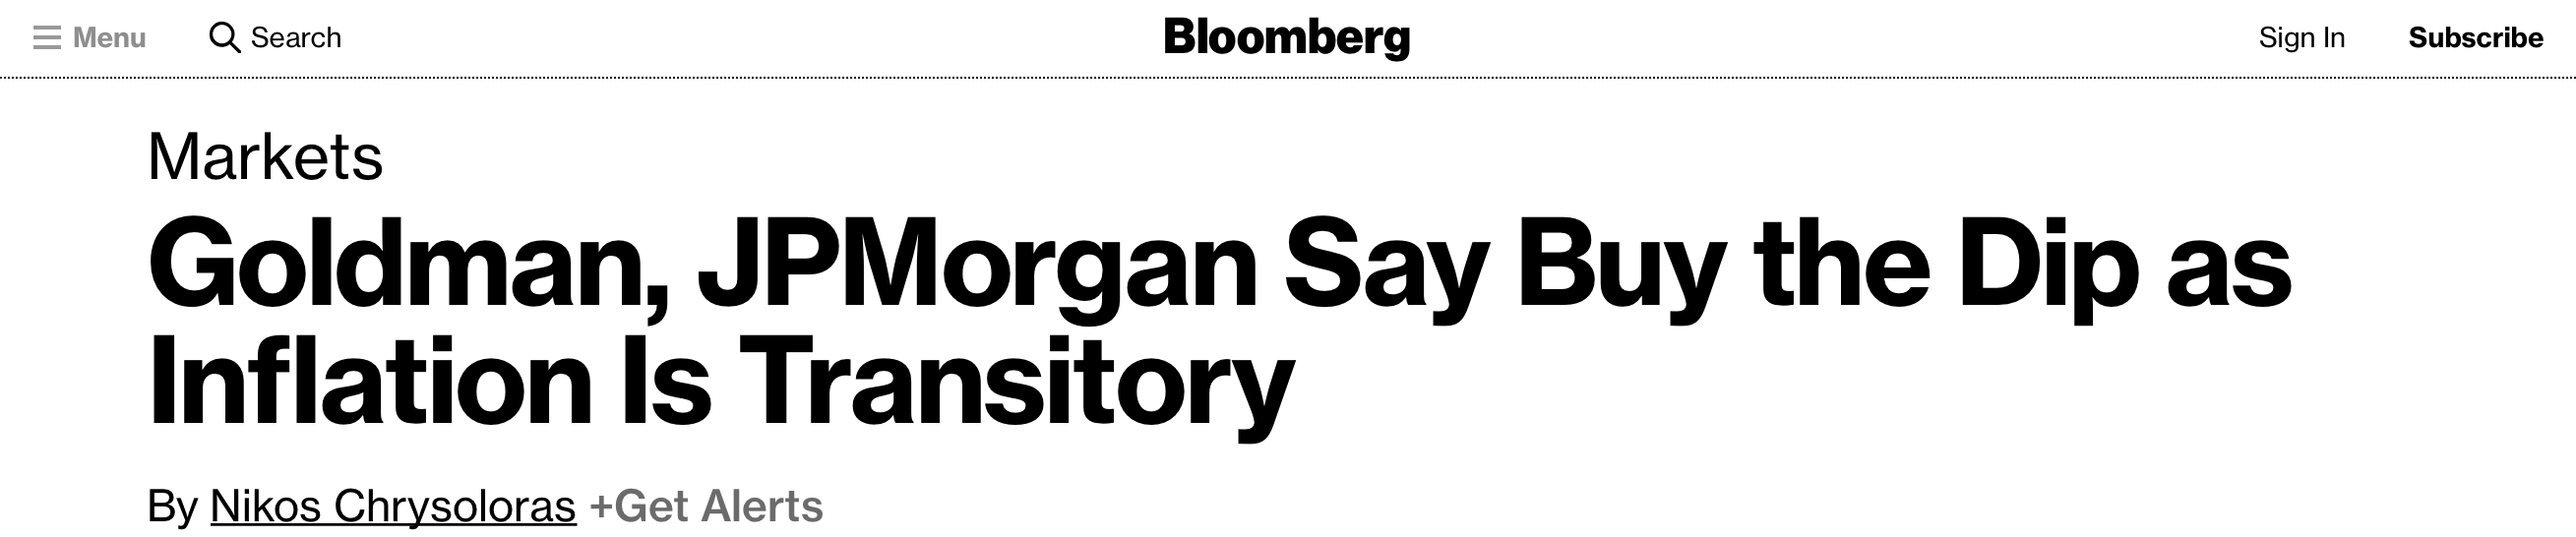 Menu Search Bloomberg Sign In Subscribe
Markets
Goldman, JPMorgan Say Buy the Dip as
Inflation Is Transitory
By Nikos Chrysoloras +Get Alerts